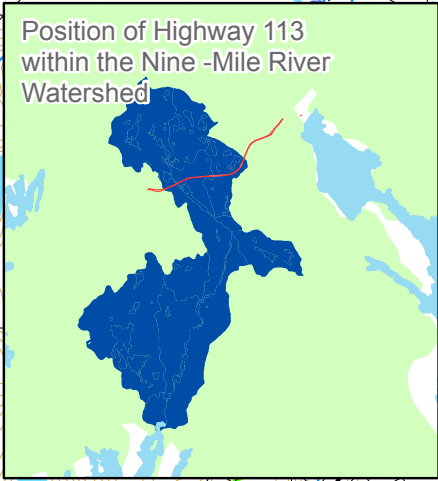 Position of Highway 113
within the Nine -Mile River
Watershed